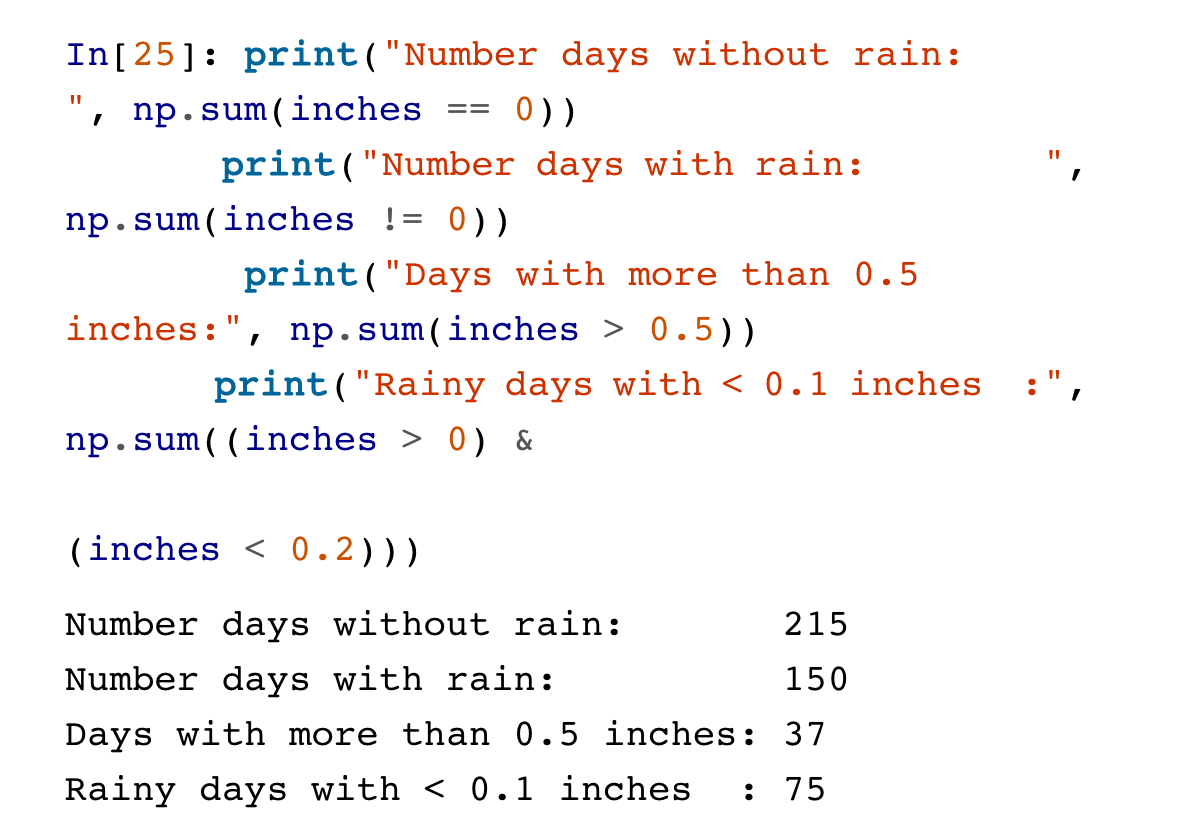 In[25]: print("Number days without rain:
", np.sum(inches == 0))
print("Number days with rain:        ",
np.sum(inches != 0))
print("Days with more than 0.5
inches:", np.sum(inches > 0.5))
print("Rainy days with < 0.1 inches  :",
np.sum((inches > 0) &
(inches < 0.2)))
Number days without rain:       215
Number days with rain:          150
Days with more than 0.5 inches: 37
Rainy days with < 0.1 inches  : 75